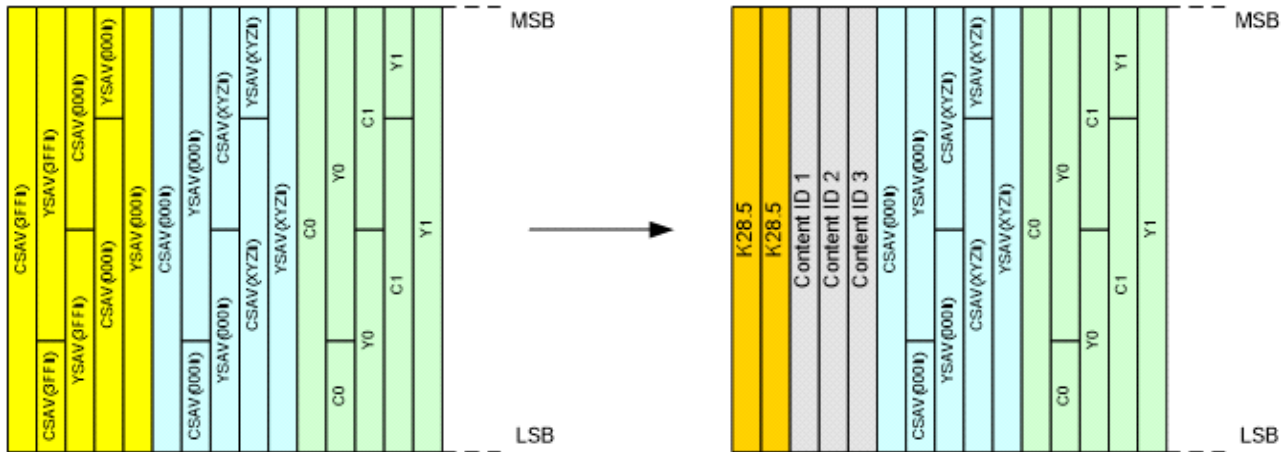 CSAV(3FFh)
YSAV(3FFh)
CSAV(3FFh)
CSAV(000h)
YSAV(3FFh)
YSAV(000h)
CSAV(000h)
YSAV(000h)
CSAV(000h)
YSAV(000h)
CSAV(000h)
CSAV(XYZh)
YSAV(000h)
YSAV(XYZh)
CSAV(XYZh)
YSAV(XYZh)
C0
Y0
C0
C1
Y0
Y1
C1
Y1
MSB
LSB
K28.5
K28.5
Content ID 1
Content ID 2
Content ID 3
CSAV(000h)
YSAV(000h)
CSAV(000h)
CSAV(XYZh)
YSAV(000h)
YSAV(XYZh)
CSAV(XYZh)
YSAV(XYZh)
C0
Y0
C0
C1
Y0
Y1
C1
Y1
MSB
LSB